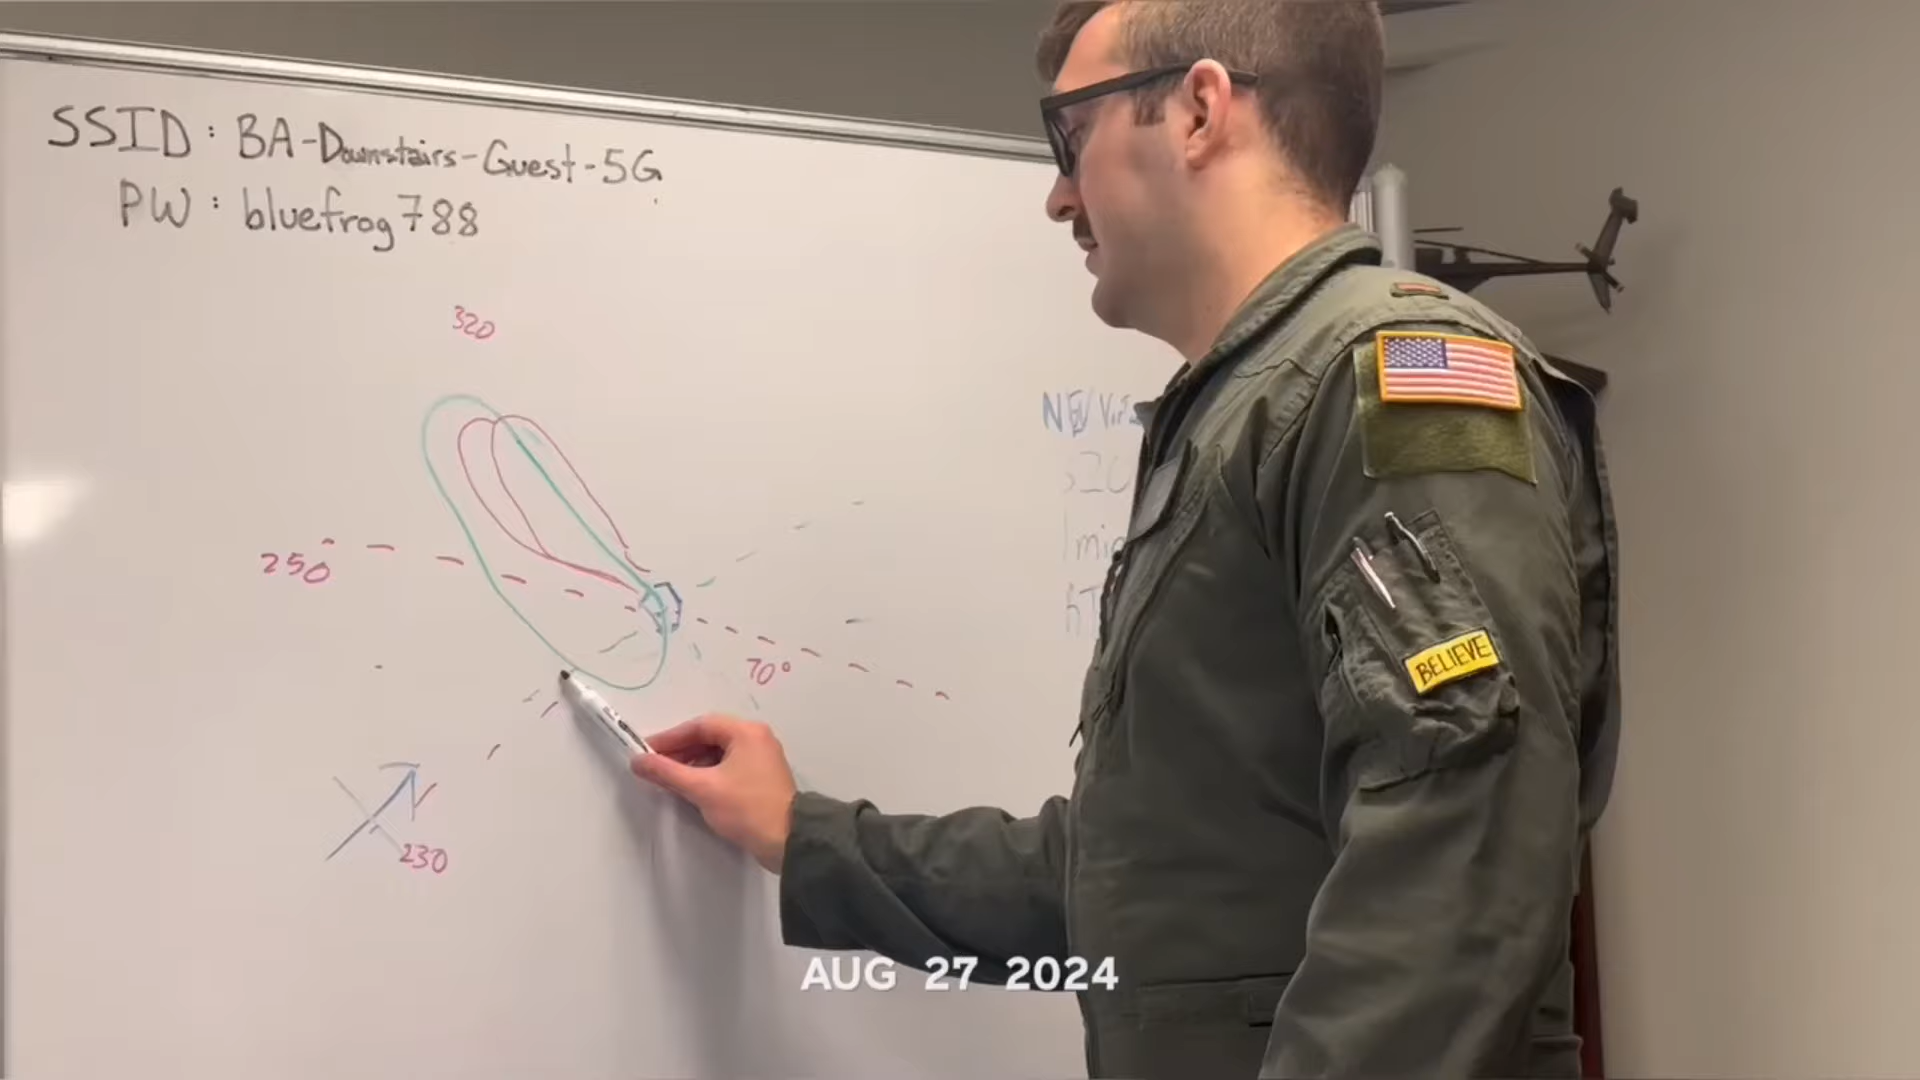 SSID: BA-Downstairs-Guest-5G
PW: bluefrog788
320
250
70°
N
230
BELIEVE
AUG 27 2024